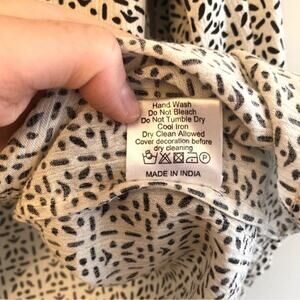 Hand Wash
Do Not Bleach
Do Not Tumble Dry
Cool Iron
Dry Clean Allowed
Cover decoration before
dry cleaning
P
MADE IN INDIA